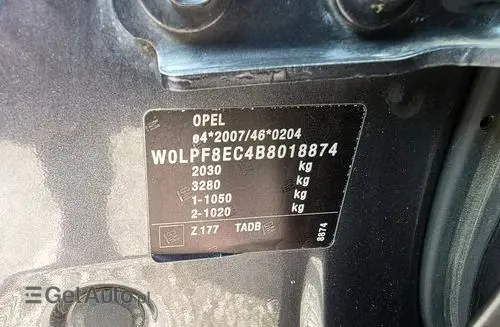 OPEL
e4*2007/46*0204
W0LPF8EC4B8018874
2030 kg
3280 kg
1-1050 kg
2-1020 kg
Z 177 TADB
8874
GetAuto.pl